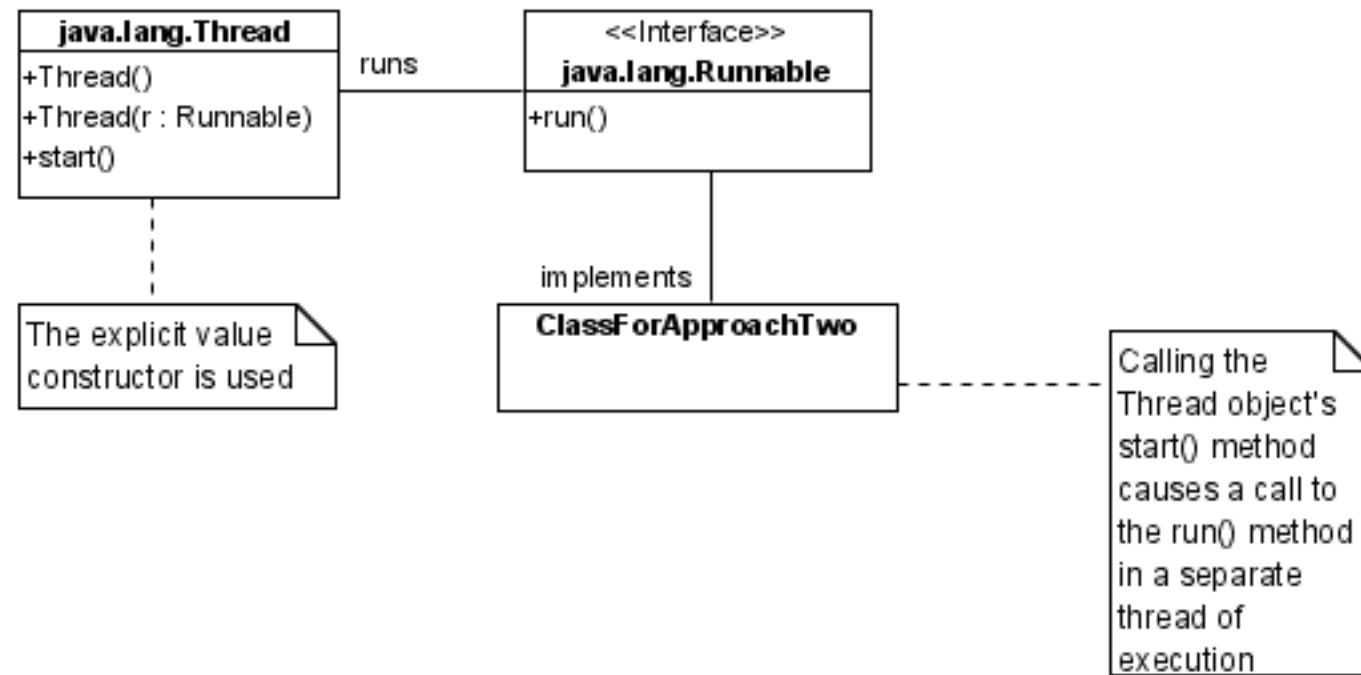 java.lang.Thread
+Thread()
+Thread(r : Runnable)
+start()
runs
<<Interface>>
java.lang.Runnable
+run()
implements
The explicit value
constructor is used
ClassForApproachTwo
Calling the
Thread object's
start() method
causes a call to
the run() method
in a separate
thread of
execution